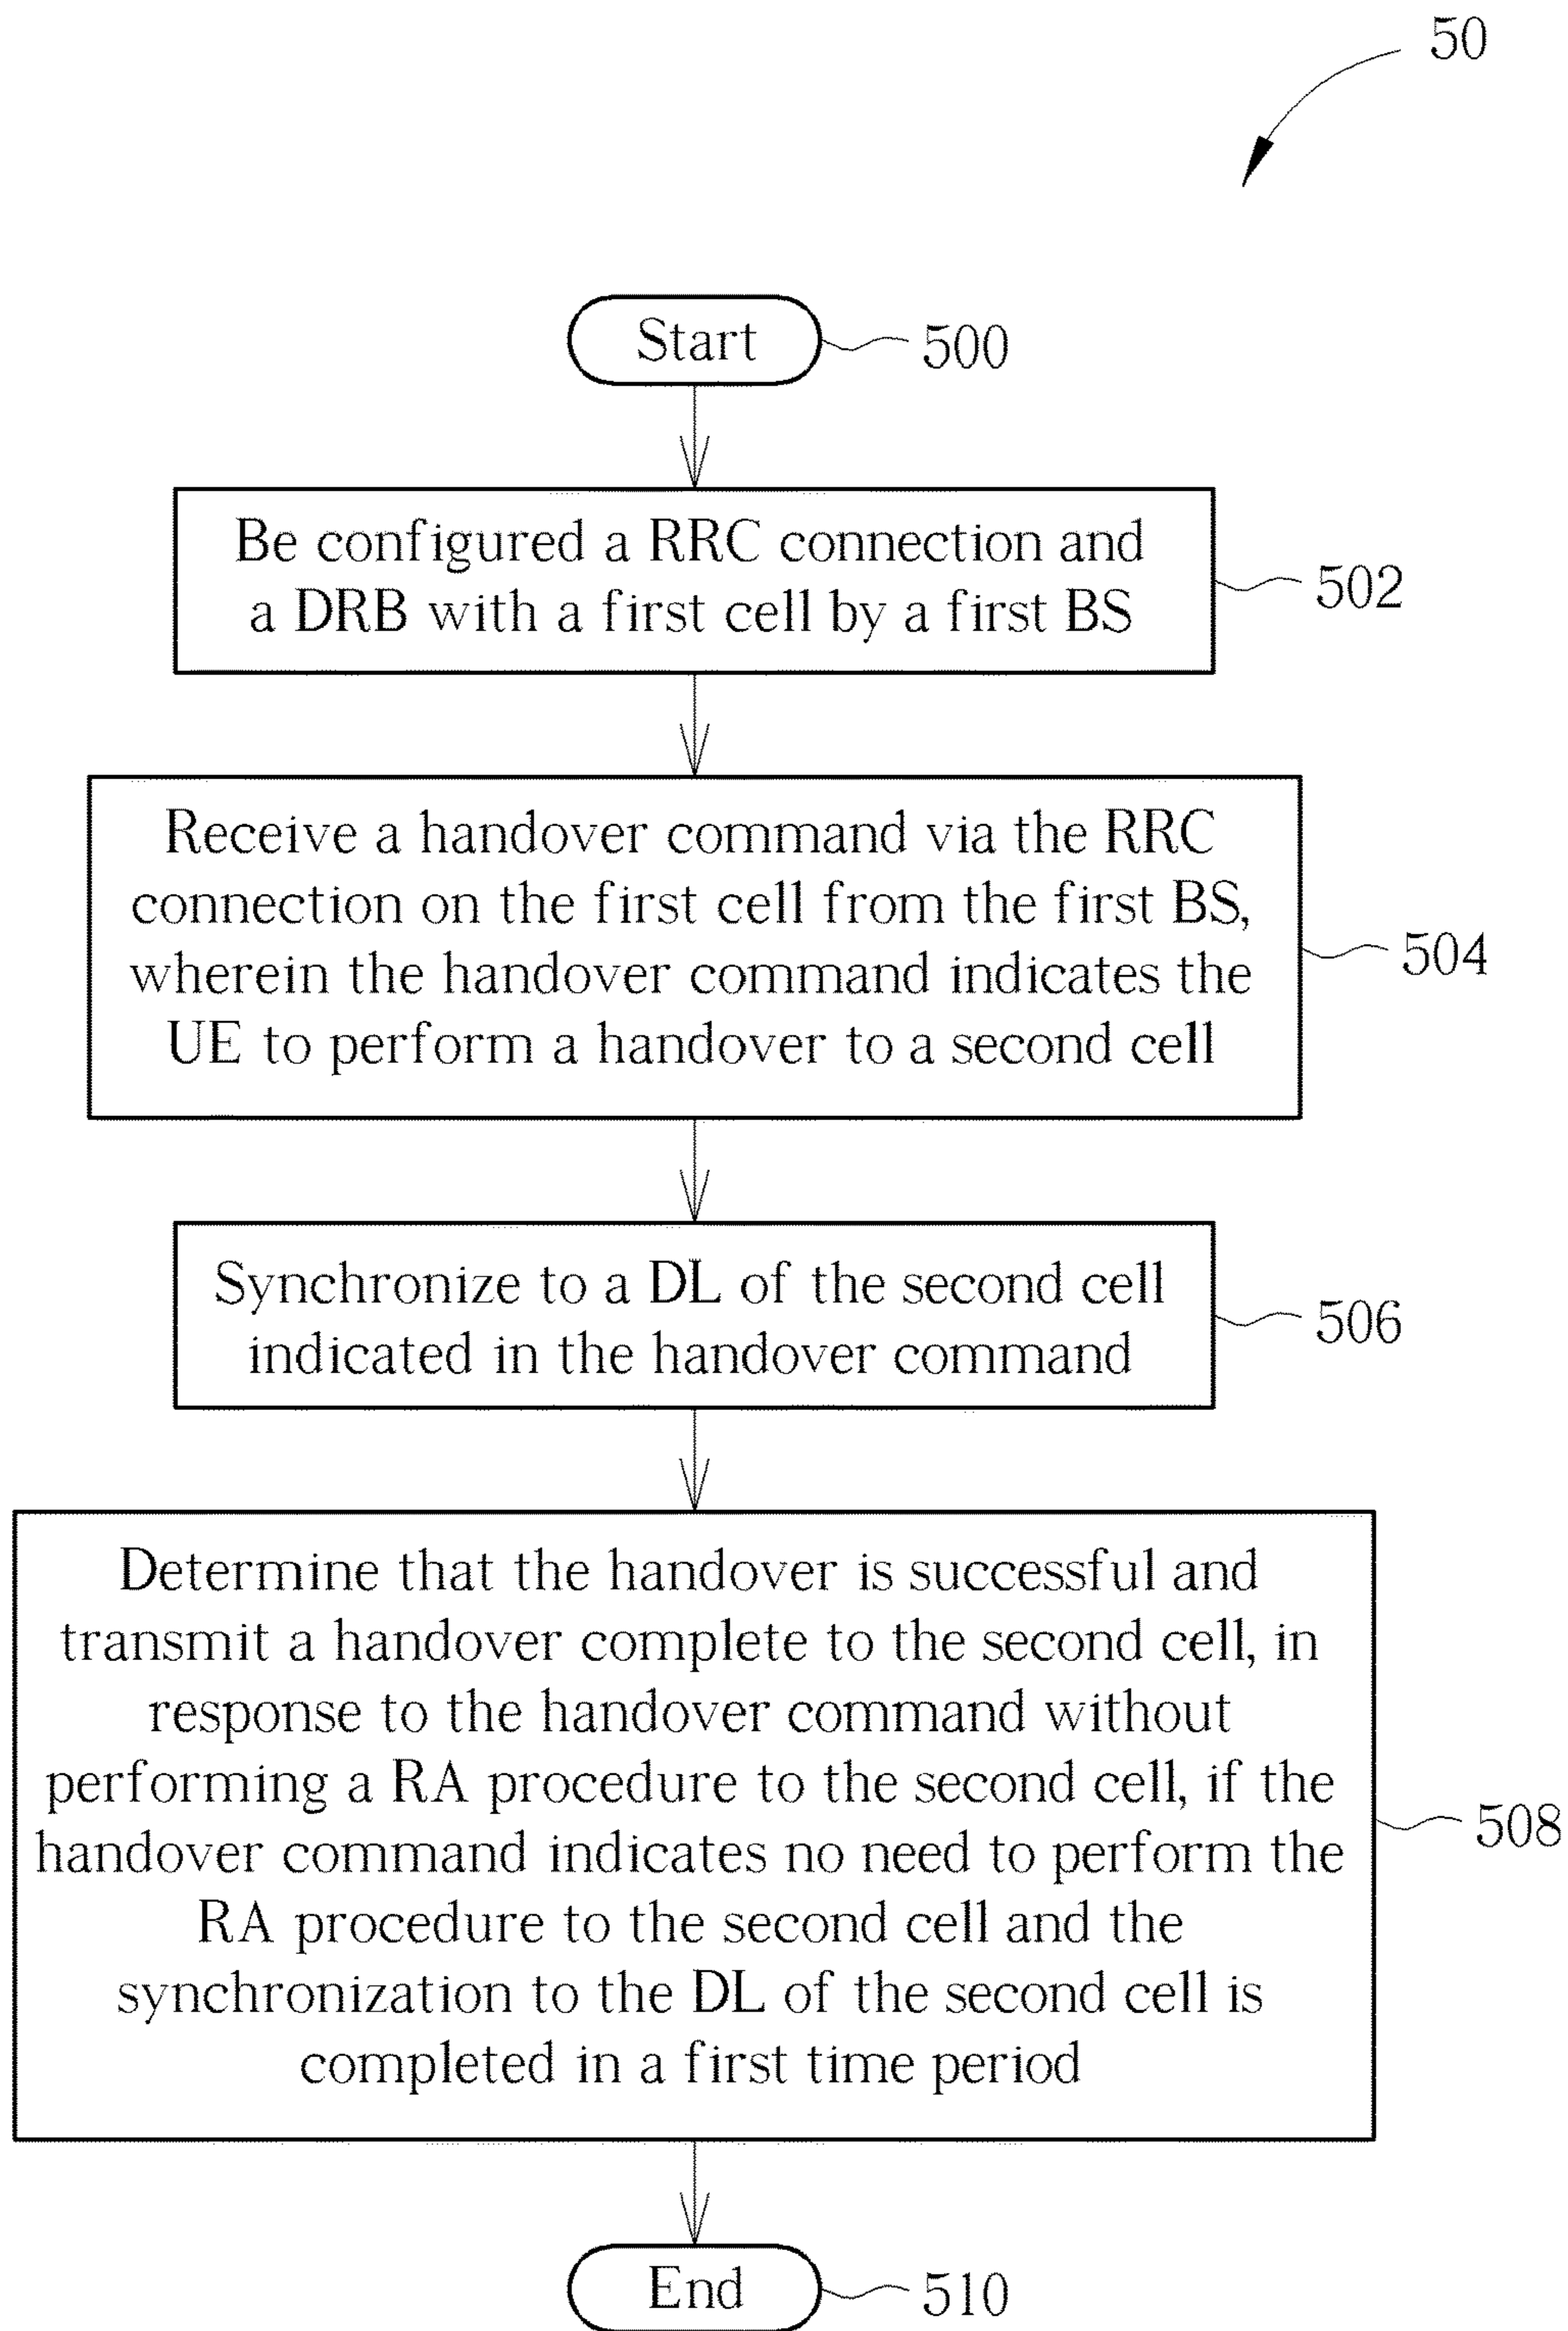 50
Start
500
Be configured a RRC connection and
a DRB with a first cell by a first BS
502
Receive a handover command via the RRC
connection on the first cell from the first BS,
wherein the handover command indicates the
UE to perform a handover to a second cell
504
Synchronize to a DL of the second cell
indicated in the handover command
506
Determine that the handover is successful and
transmit a handover complete to the second cell, in
response to the handover command without
performing a RA procedure to the second cell, if the
handover command indicates no need to perform the
RA procedure to the second cell and the
synchronization to the DL of the second cell is
completed in a first time period
508
End
510